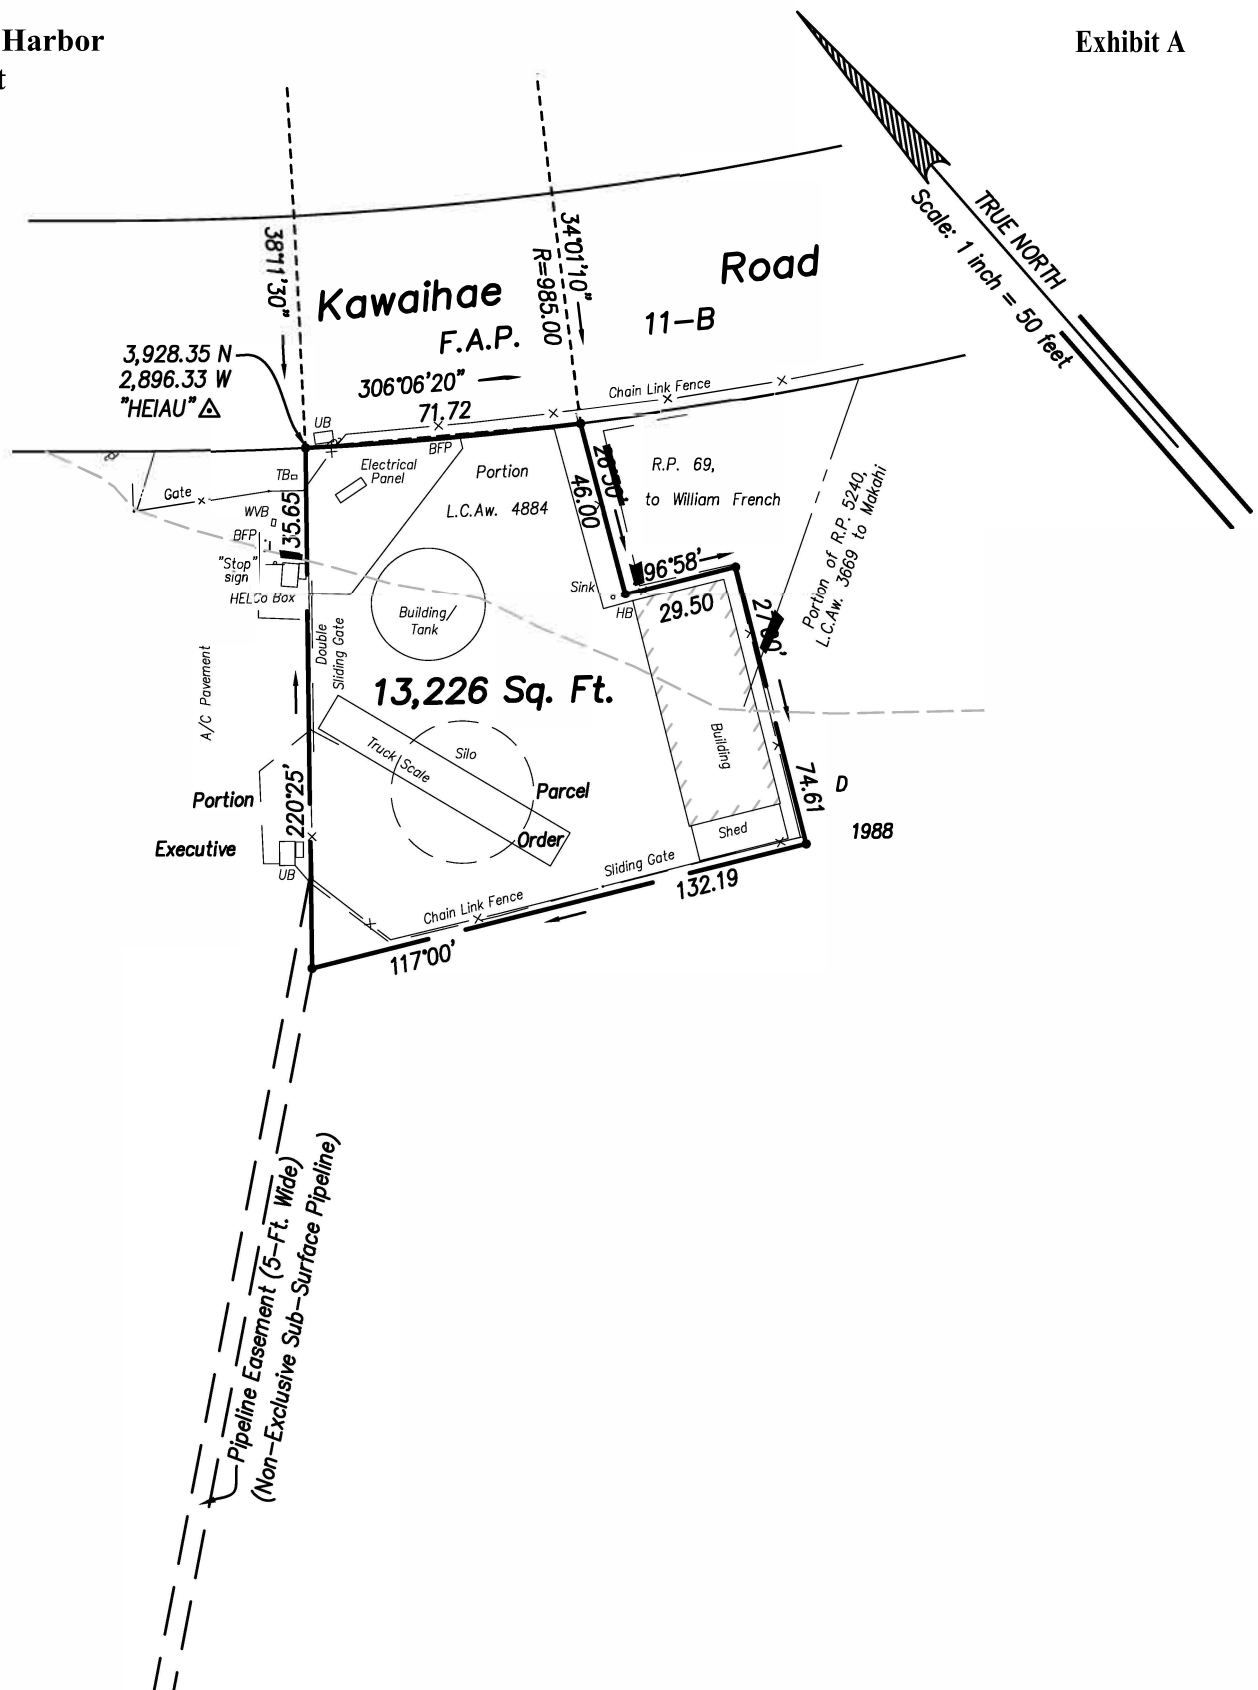 Harbor
t
Exhibit A
TRUE NORTH
Scale: 1 inch = 50 feet
38°11'30"
34°01'10"
R=985.00
Kawaihae
Road
F.A.P.
11-B
3,928.35 N
2,896.33 W
"HEIAU"
306°06'20"
71.72
Chain Link Fence
UB
BFP
TB
Electrical
Panel
Portion
L.C.Aw. 4884
R.P. 69,
to William French
Portion of R.P. 5240,
L.C.Aw. 3669 to Makahi
Gate
WVB
BFP
"Stop"
sign
HELCo Box
35.65
46.00
Sink
HB
29.50
Building/
Tank
Double
Sliding Gate
A/C Pavement
13,226 Sq. Ft.
Building
Truck Scale
Silo
Parcel
D
Portion
220°25'
74.61
Order
1988
Executive
Shed
UB
Sliding Gate
132.19
Chain Link Fence
117°00'
Pipeline Easement (5-Ft. Wide)
(Non-Exclusive Sub-Surface Pipeline)